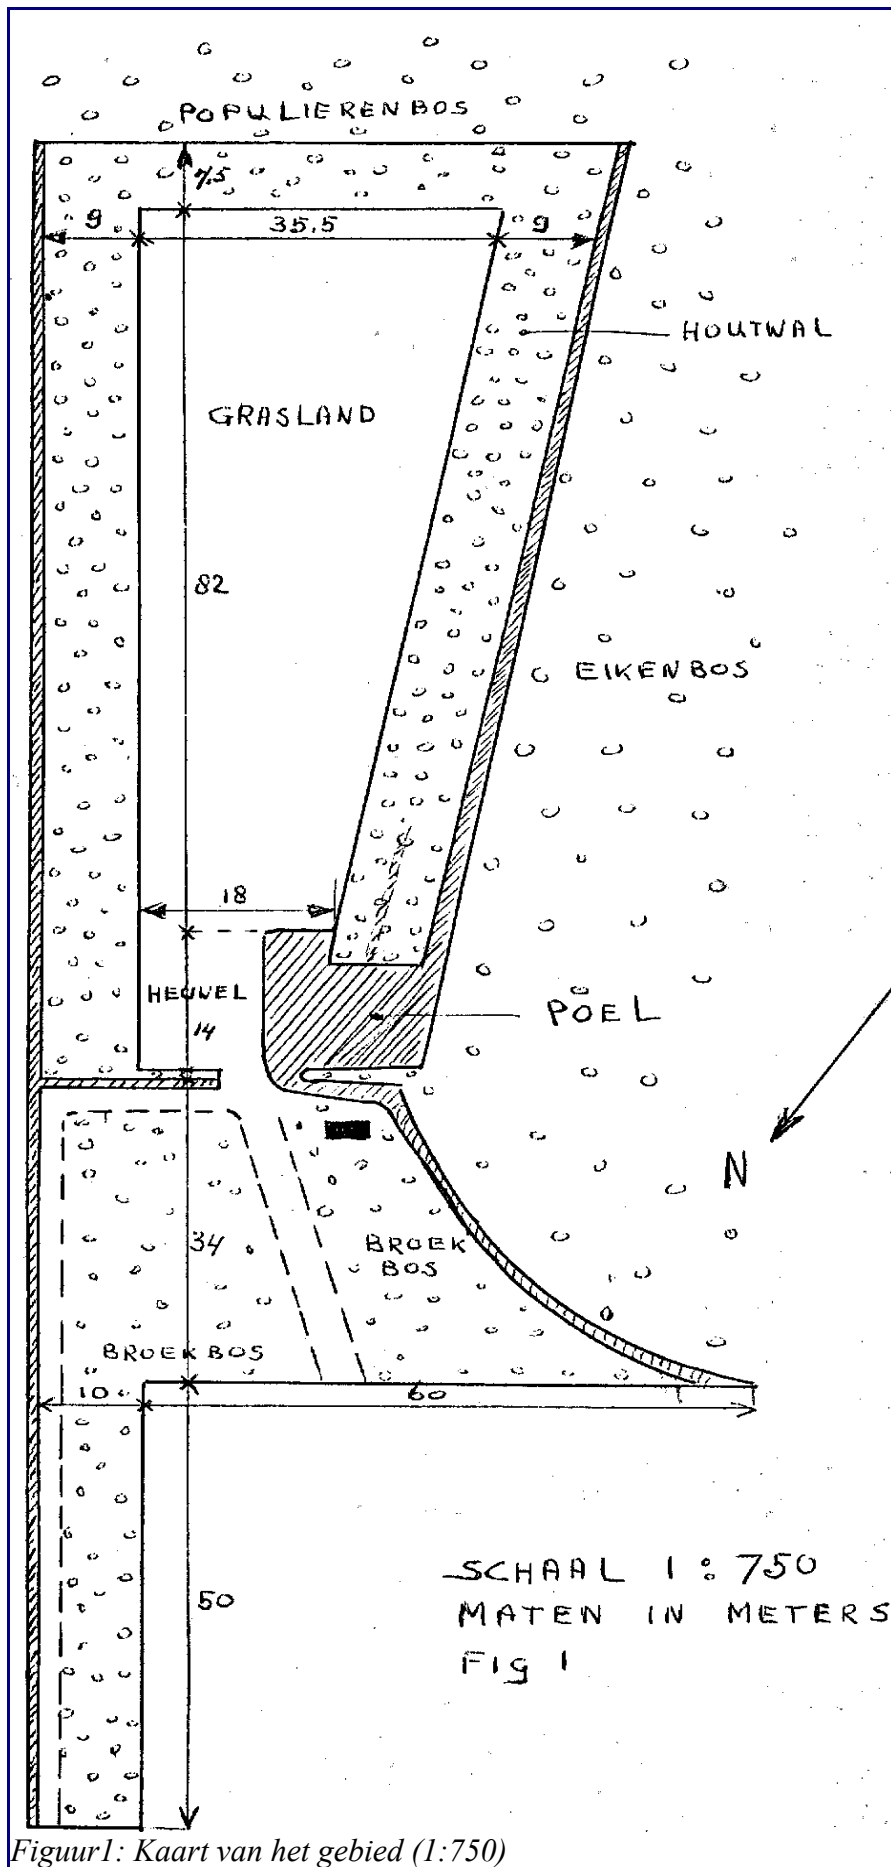 POPULIERENBOS
7.5
9
35.5
9
HOUTWAL
GRASLAND
82
EIKENBOS
18
HEUVEL
14
POEL
2
N
34
BROEK
BOS
BROEKBOS
10
60
50
SCHAAL 1:750
MATEN IN METERS
Fig 1
Figuur1: Kaart van het gebied (1:750)